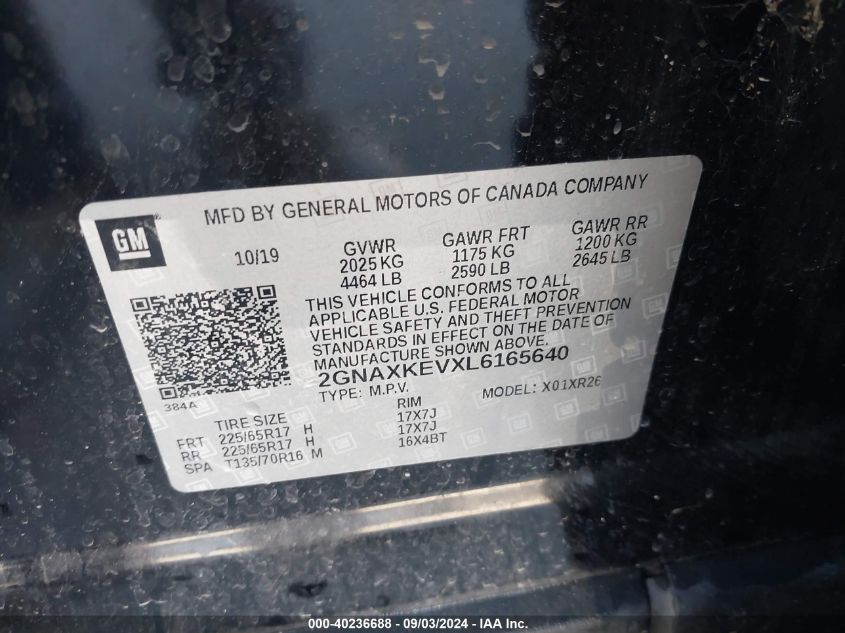 MFD BY GENERAL MOTORS OF CANADA COMPANY
GM
10/19
GVWR GAWR FRT GAWR RR
2025 KG 1175 KG 1200 KG
4464 LB 2590 LB 2645 LB
THIS VEHICLE CONFORMS TO ALL
APPLICABLE U.S. FEDERAL MOTOR
VEHICLE SAFETY AND THEFT PREVENTION
STANDARDS IN EFFECT ON THE DATE OF
MANUFACTURE SHOWN ABOVE.
2GNAXKEVXL6165640
TYPE: M.P.V. MODEL: X01XR26
384A
TIRE SIZE RIM
FRT 225/65R17 H 17X7J
RR 225/65R17 H 17X7J
SPA T135/70R16 M 16X4BT
000-40236688 - 09/03/2024 - IAA Inc.